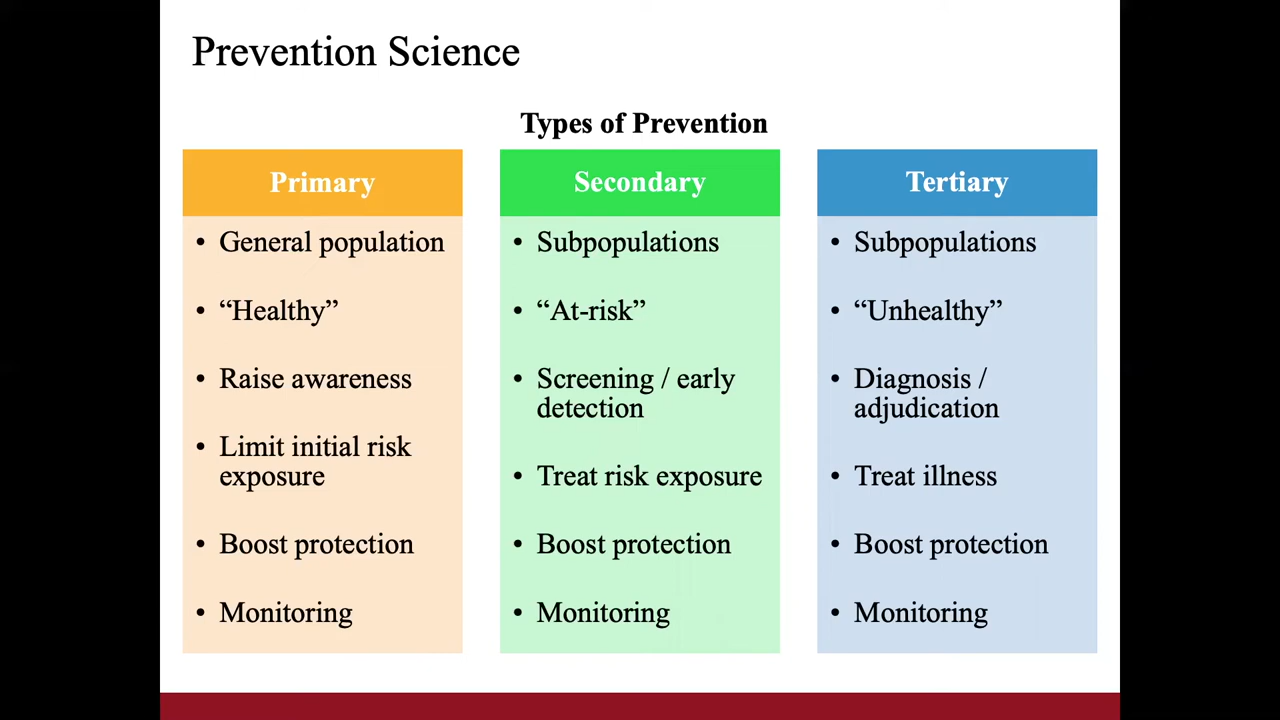 Prevention Science
Types of Prevention
Primary
• General population
• “Healthy”
• Raise awareness
• Limit initial risk
exposure
• Boost protection
• Monitoring
Secondary
• Subpopulations
• “At-risk”
• Screening / early
detection
• Treat risk exposure
• Boost protection
• Monitoring
Tertiary
• Subpopulations
• “Unhealthy”
• Diagnosis /
adjudication
• Treat illness
• Boost protection
• Monitoring